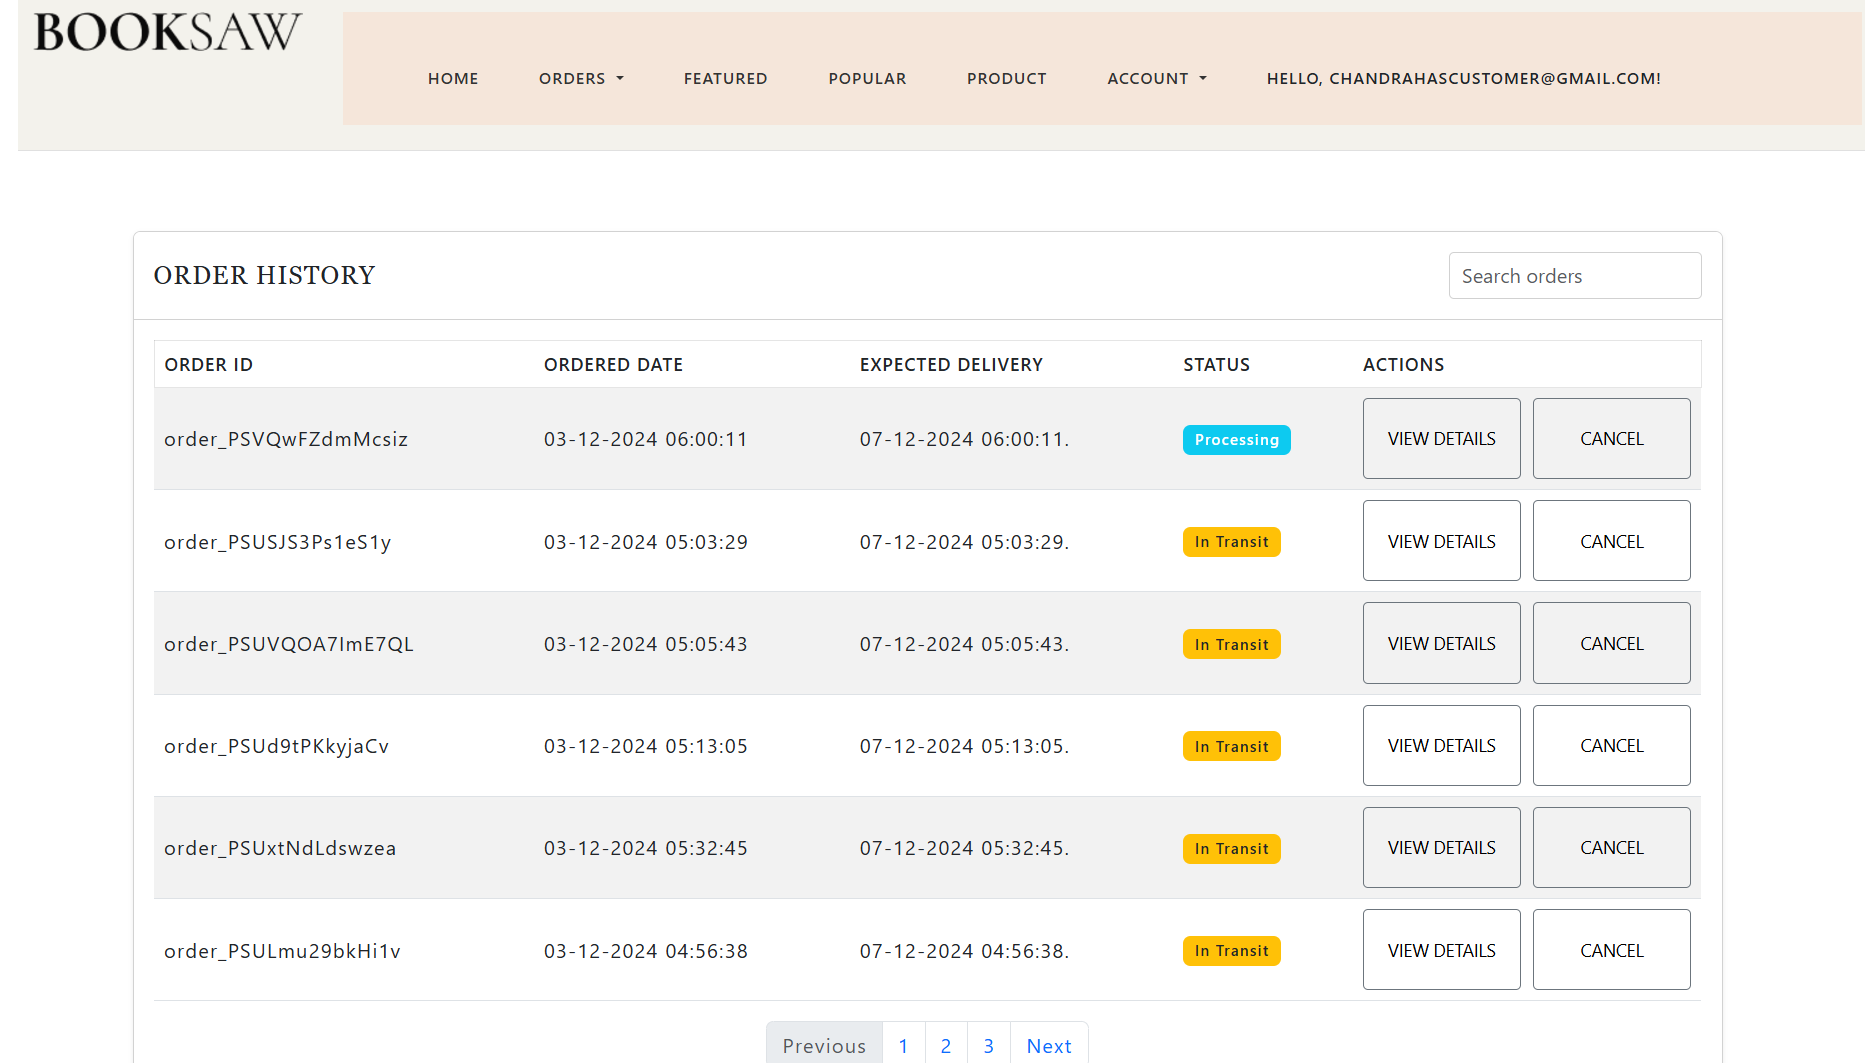 BOOKSAW
HOME ORDERS FEATURED POPULAR PRODUCT ACCOUNT HELLO, CHANDRAHASCUSTOMER@GMAIL.COM!
ORDER HISTORY Search orders
ORDER ID ORDERED DATE EXPECTED DELIVERY STATUS ACTIONS
order_PSVQwFZdmMcsiz 03-12-2024 06:00:11 07-12-2024 06:00:11. Processing VIEW DETAILS CANCEL
order_PSUSJS3Ps1eS1y 03-12-2024 05:03:29 07-12-2024 05:03:29. In Transit VIEW DETAILS CANCEL
order_PSUVQOA7ImE7QL 03-12-2024 05:05:43 07-12-2024 05:05:43. In Transit VIEW DETAILS CANCEL
order_PSUd9tPKkyjaCv 03-12-2024 05:13:05 07-12-2024 05:13:05. In Transit VIEW DETAILS CANCEL
order_PSUxtNdLdswzea 03-12-2024 05:32:45 07-12-2024 05:32:45. In Transit VIEW DETAILS CANCEL
order_PSULmu29bkHi1v 03-12-2024 04:56:38 07-12-2024 04:56:38. In Transit VIEW DETAILS CANCEL
Previous 1 2 3 Next